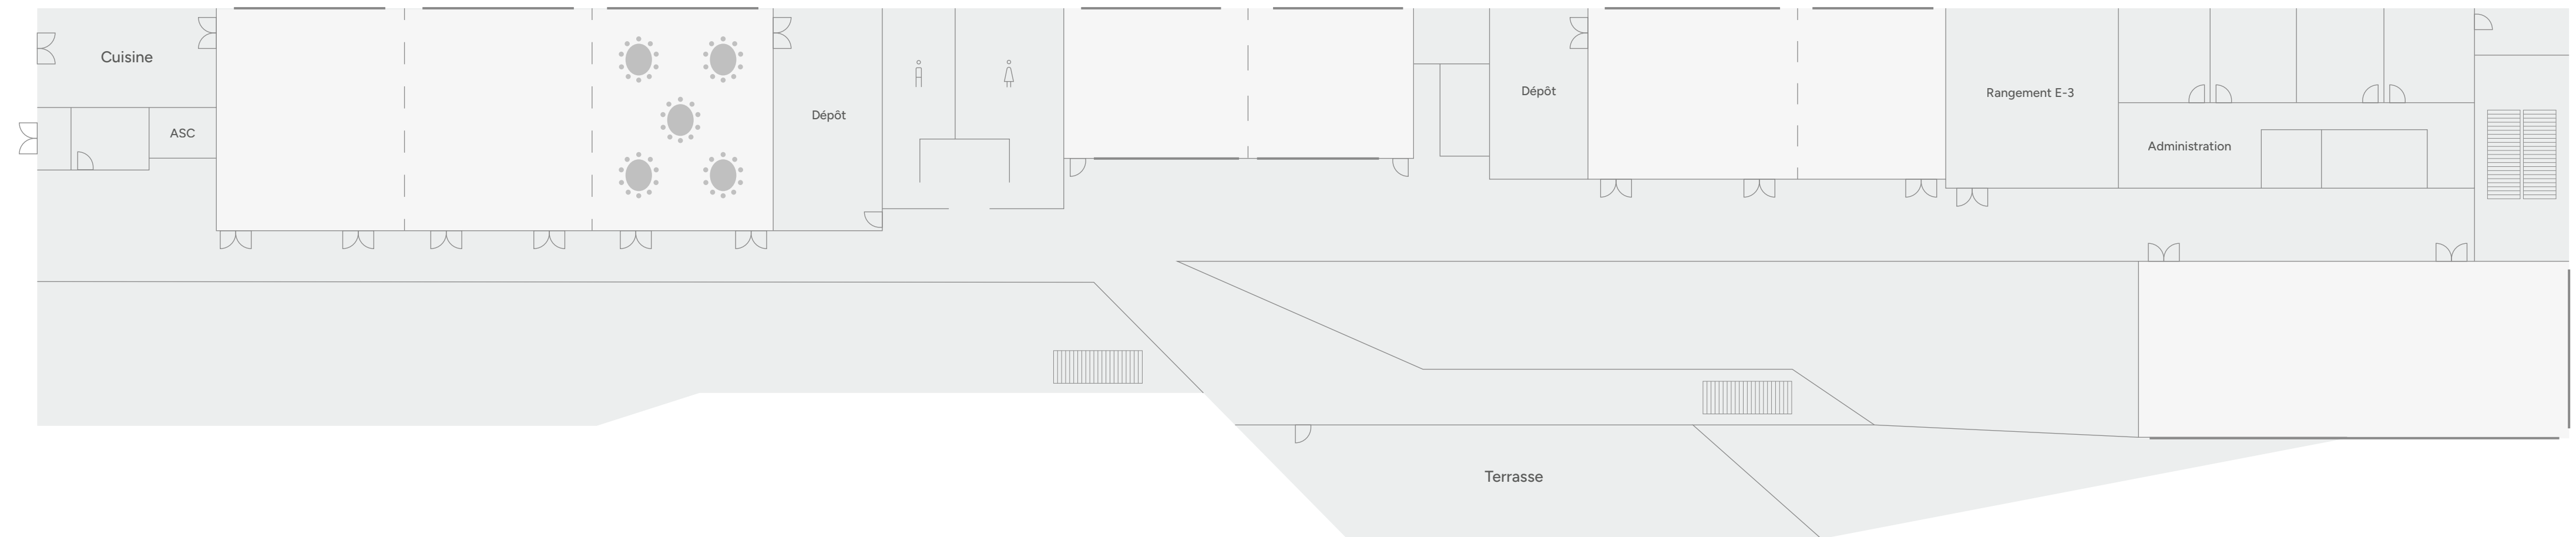 Cuisine
ASC
Dépôt
Dépôt
Rangement E-3
Administration
Terrasse